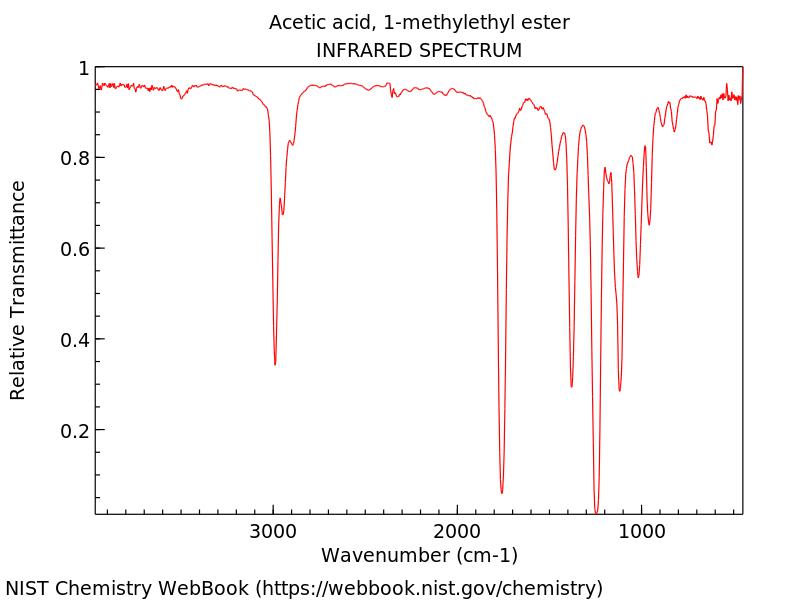 Acetic acid, 1-methylethyl ester
INFRARED SPECTRUM
1
0.8
0.6
0.4
0.2
Relative Transmittance
3000 2000 1000
Wavenumber (cm-1)
NIST Chemistry WebBook (https://webbook.nist.gov/chemistry)